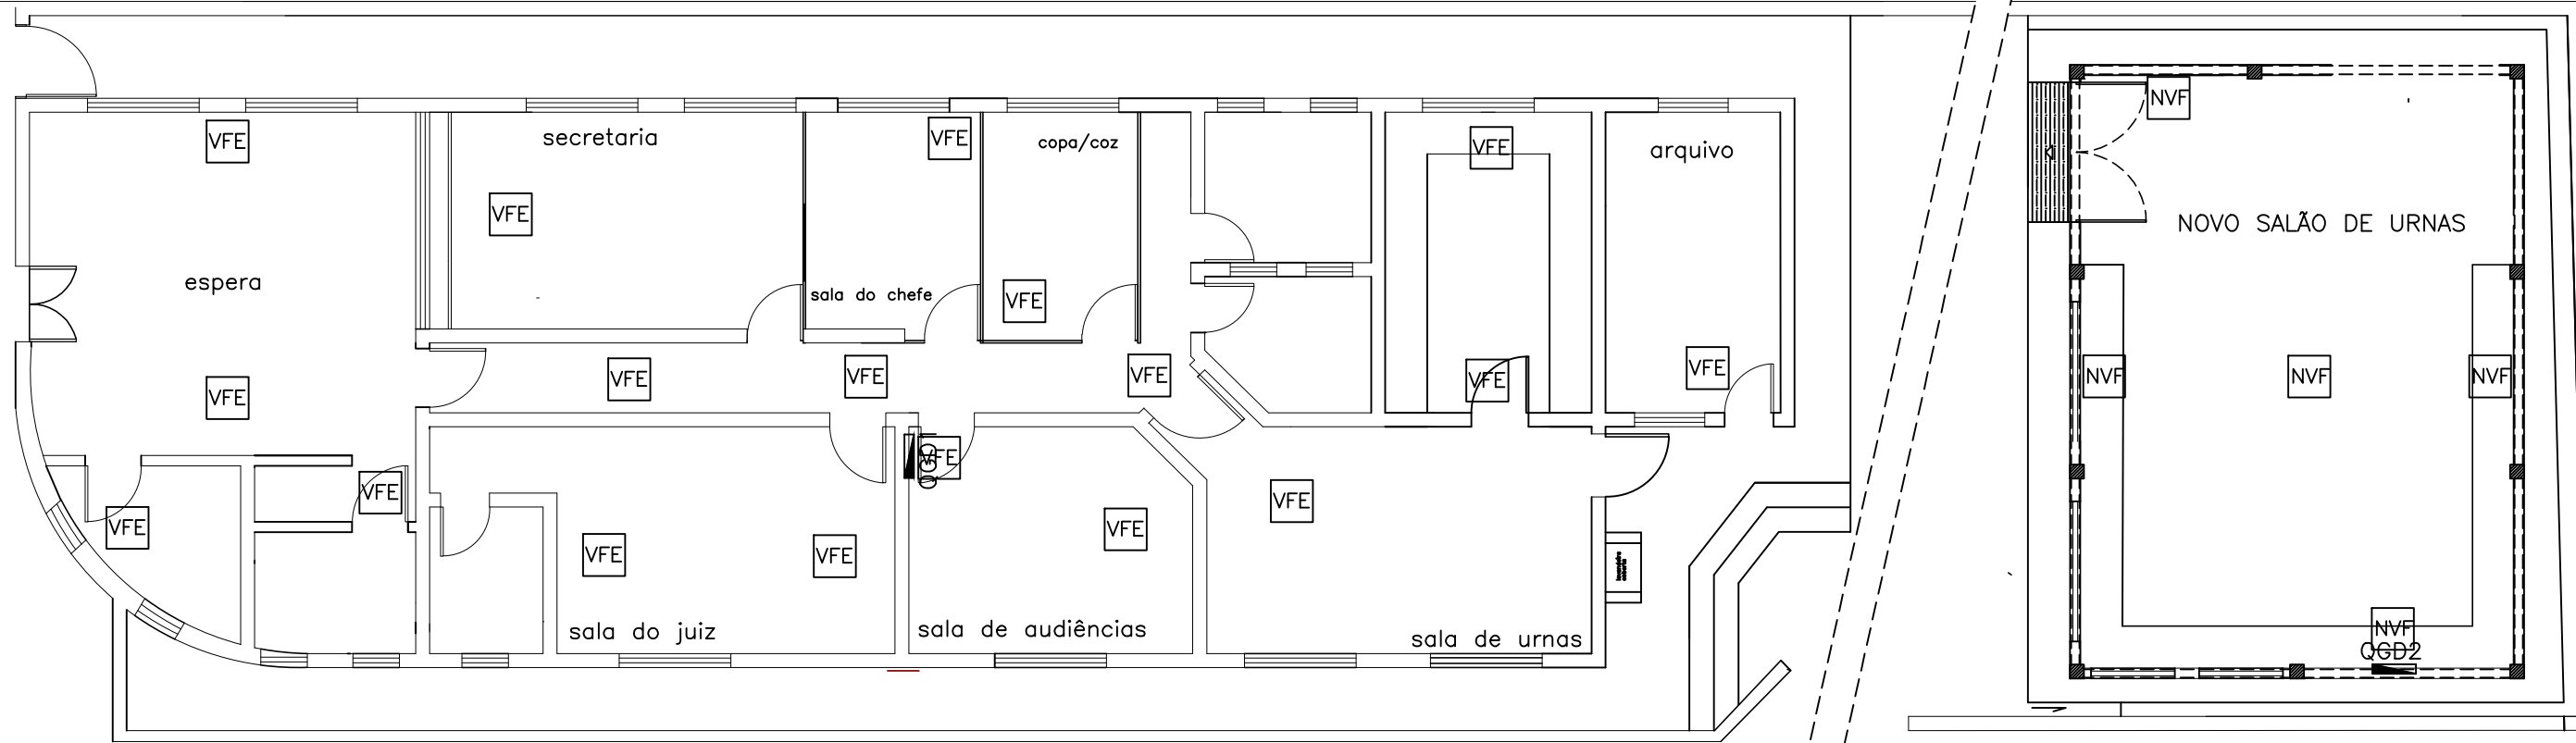 NVF
VFE
secretaria
VFE
copa/coz
VFE
arquivo
VFE
NOVO SALÃO DE URNAS
espera
sala do chefe
VFE
VFE
VFE
VFE
VFE
VFE
VFE
VFE
NVF
NVF
NVF
VFE
VFE
VFE
VFE
VFE
VFE
VFE
sala do juiz
sala de audiências
sala de urnas
NVF
QGD2